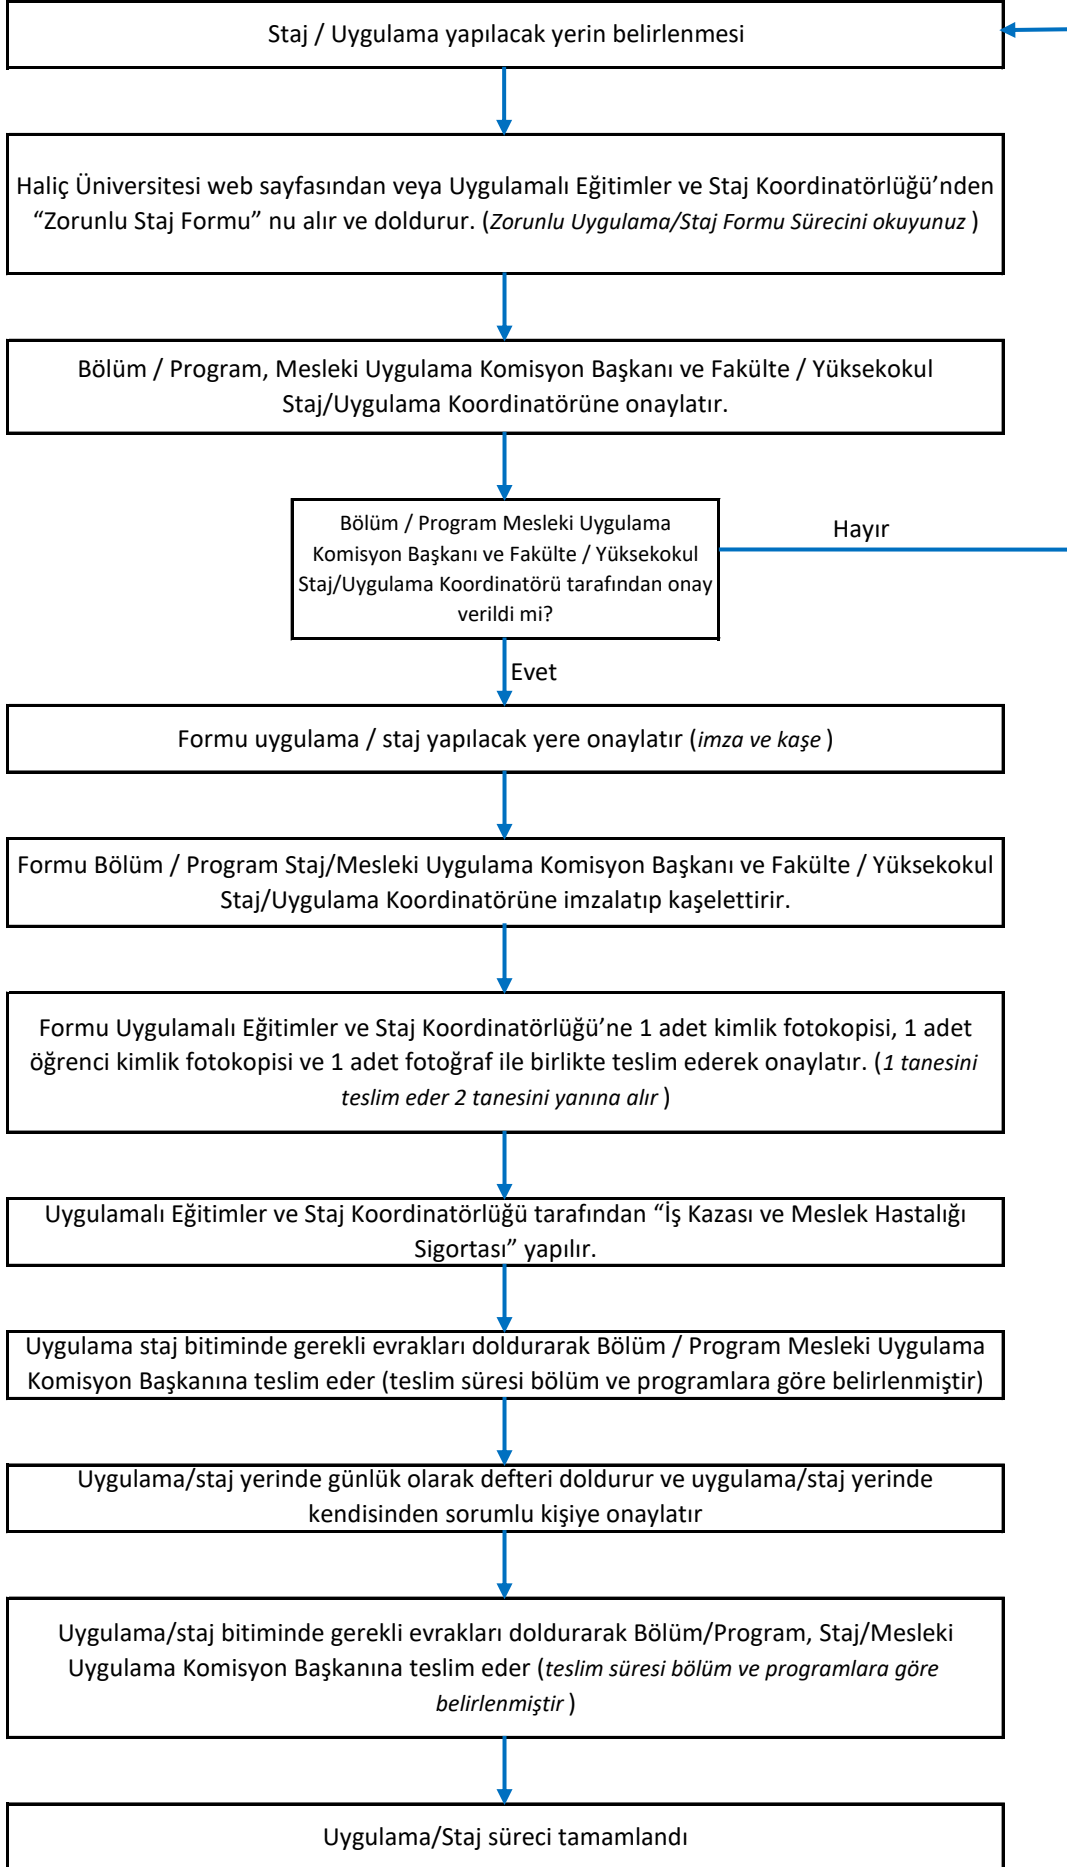 Staj / Uygulama yapılacak yerin belirlenmesi
Haliç Üniversitesi web sayfasından veya Uygulamalı Eğitimler ve Staj Koordinatörlüğü’nden
“Zorunlu Staj Formu” nu alır ve doldurur. (Zorunlu Uygulama/Staj Formu Sürecini okuyunuz )
Bölüm / Program, Mesleki Uygulama Komisyon Başkanı ve Fakülte / Yüksekokul
Staj/Uygulama Koordinatörüne onaylatır.
Bölüm / Program Mesleki Uygulama
Komisyon Başkanı ve Fakülte / Yüksekokul
Staj/Uygulama Koordinatörü tarafından onay
verildi mi?
Hayır
Evet
Formu uygulama / staj yapılacak yere onaylatır (imza ve kaşe )
Formu Bölüm / Program Staj/Mesleki Uygulama Komisyon Başkanı ve Fakülte / Yüksekokul
Staj/Uygulama Koordinatörüne imzalatıp kaşelettirir.
Formu Uygulamalı Eğitimler ve Staj Koordinatörlüğü’ne 1 adet kimlik fotokopisi, 1 adet
öğrenci kimlik fotokopisi ve 1 adet fotoğraf ile birlikte teslim ederek onaylatır. (1 tanesini
teslim eder 2 tanesini yanına alır )
Uygulamalı Eğitimler ve Staj Koordinatörlüğü tarafından “İş Kazası ve Meslek Hastalığı
Sigortası” yapılır.
Uygulama staj bitiminde gerekli evrakları doldurarak Bölüm / Program Mesleki Uygulama
Komisyon Başkanına teslim eder (teslim süresi bölüm ve programlara göre belirlenmiştir)
Uygulama/staj yerinde günlük olarak defteri doldurur ve uygulama/staj yerinde
kendisinden sorumlu kişiye onaylatır
Uygulama/staj bitiminde gerekli evrakları doldurarak Bölüm/Program, Staj/Mesleki
Uygulama Komisyon Başkanına teslim eder (teslim süresi bölüm ve programlara göre
belirlenmiştir )
Uygulama/Staj süreci tamamlandı